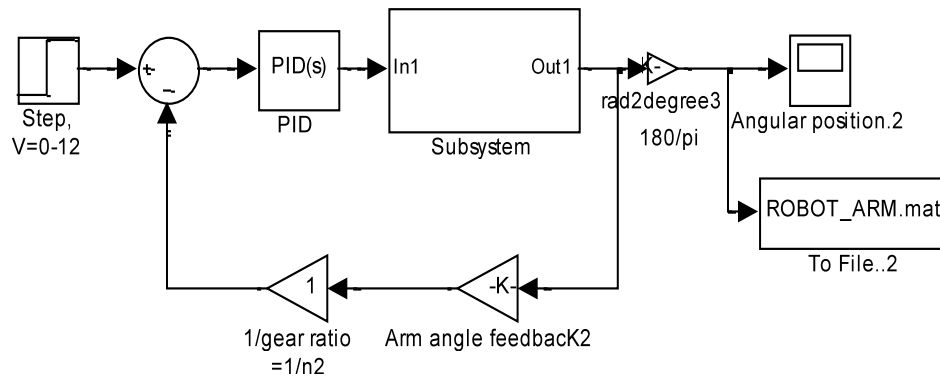 +
−
Step,
V=0-12
PID(s)
PID
In1
Out1
Subsystem
-K-
rad2degree3
180/pi
Angular position.2
ROBOT_ARM.mat
To File..2
1
1/gear ratio
=1/n2
-K-
Arm angle feedbacK2